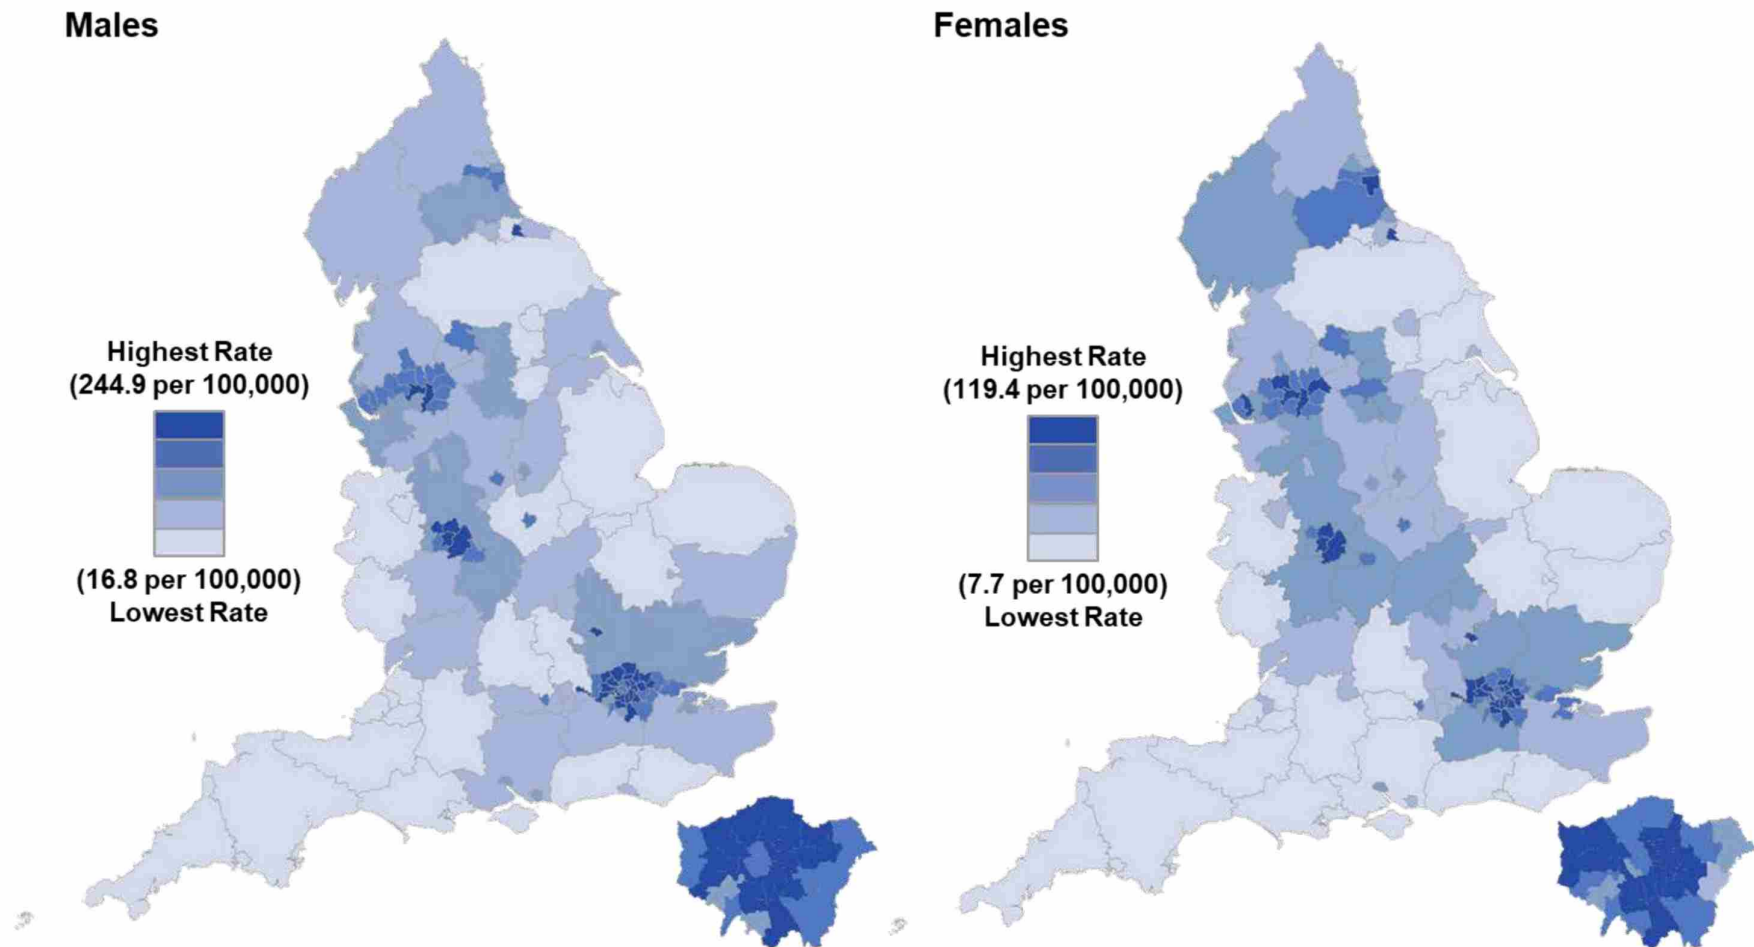 Males
Highest Rate
(244.9 per 100,000)
(16.8 per 100,000)
Lowest Rate
Females
Highest Rate
(119.4 per 100,000)
(7.7 per 100,000)
Lowest Rate